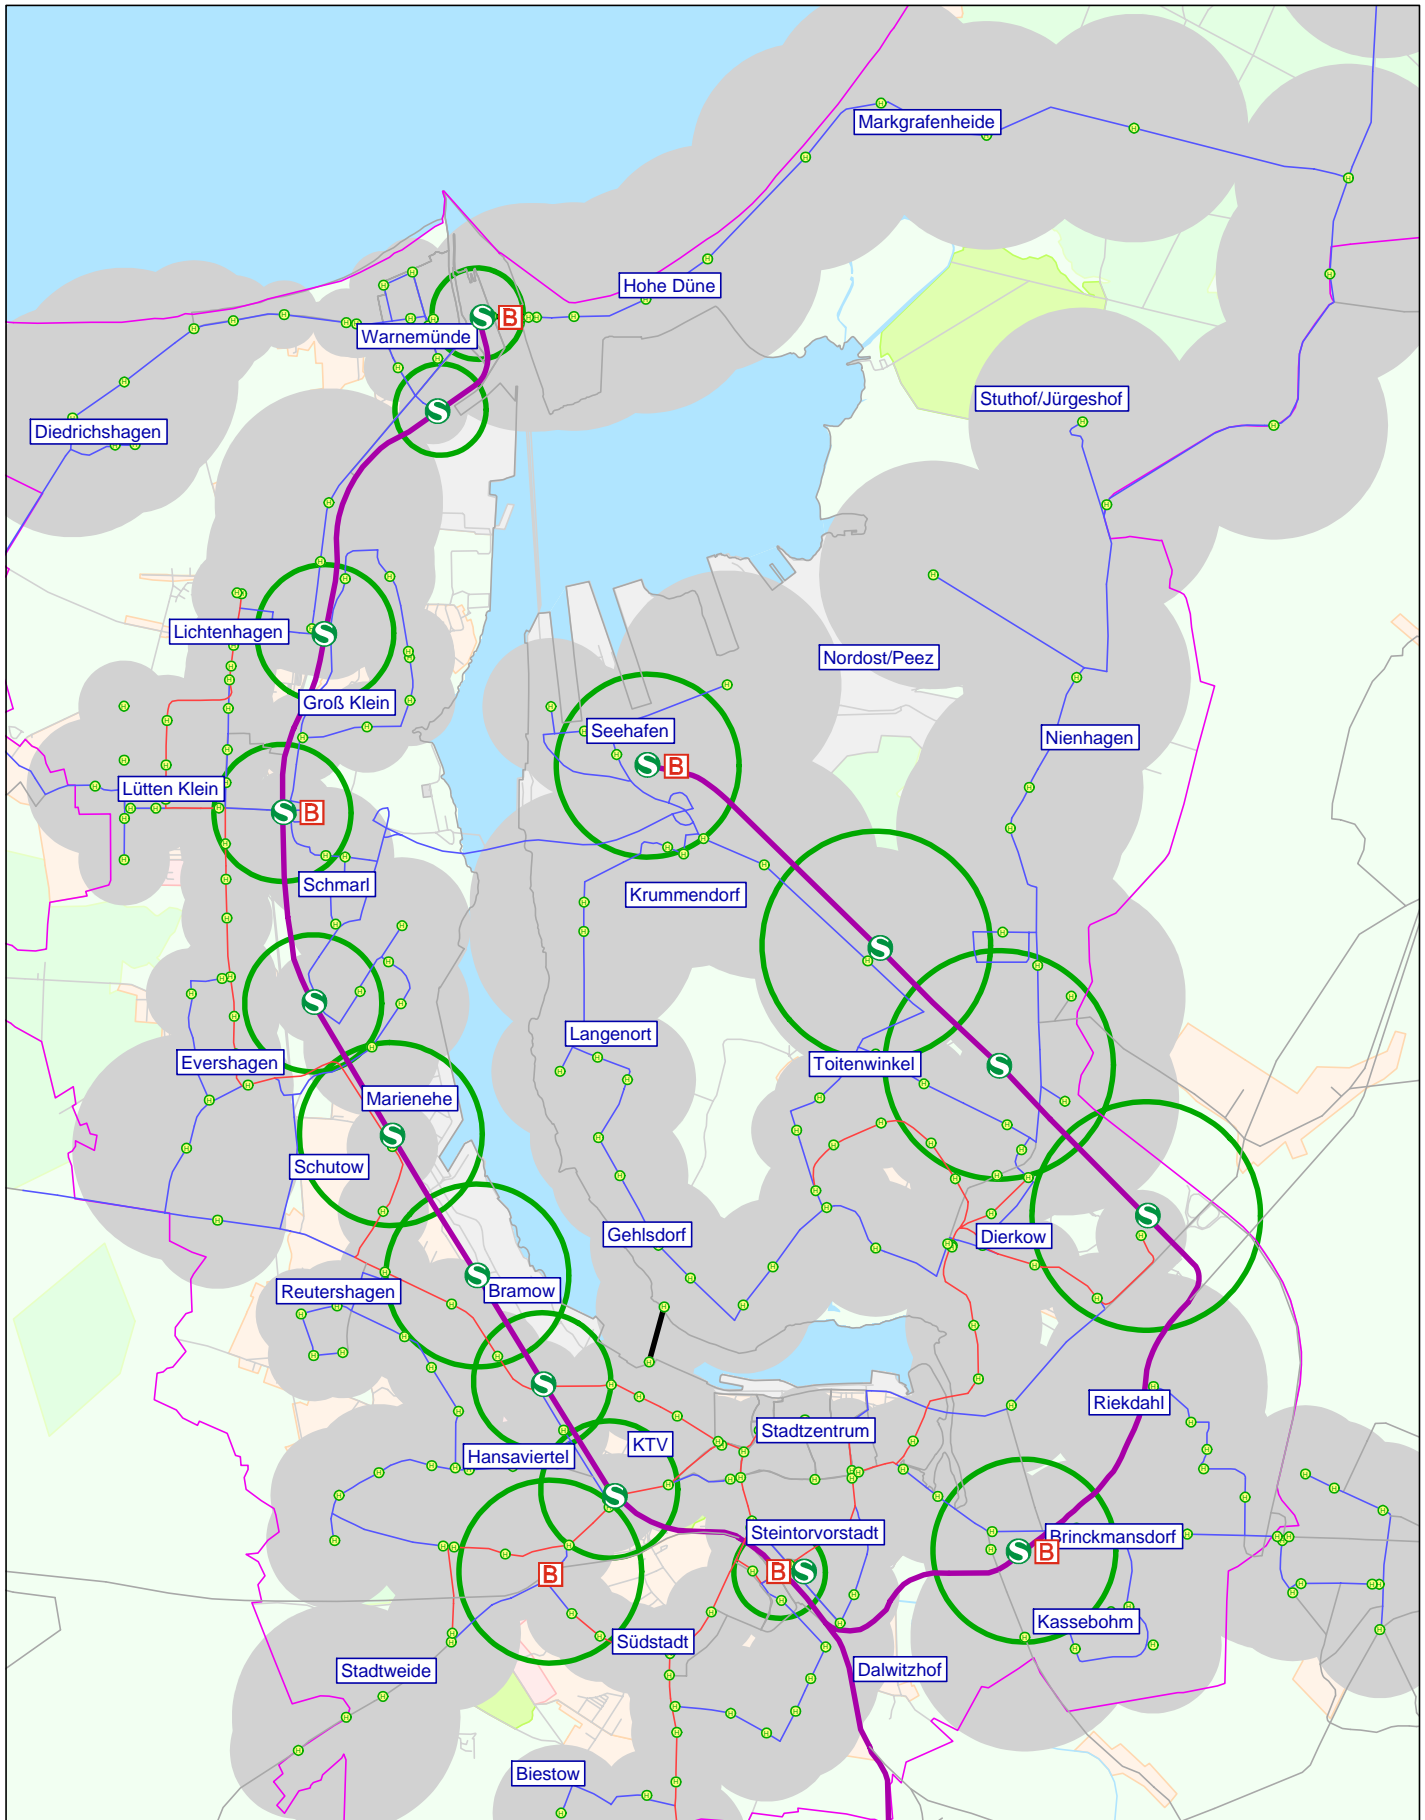 Markgrafenheide
Hohe Düne
B
Warnemünde
S
Stuthof/Jürgeshof
S
Diedrichshagen
Lichtenhagen
S
Nordost/Peez
Groß Klein
Seehafen
Nienhagen
S B
Lütten Klein
S B
Schmarl
Krummendorf
S
S
Langenort
Evershagen
Toitenwinkel
S
Marienehe
S
Schutow
S
Gehlsdorf
Dierkow
S
Reutershagen
Bramow
S
Riekdahl
Stadtzentrum
KTV
Hansaviertel
S
Steintorvorstadt
Brinckmansdorf
S B
B
B S
Kassebohm
Südstadt
Stadtweide
Dalwitzhof
Biestow